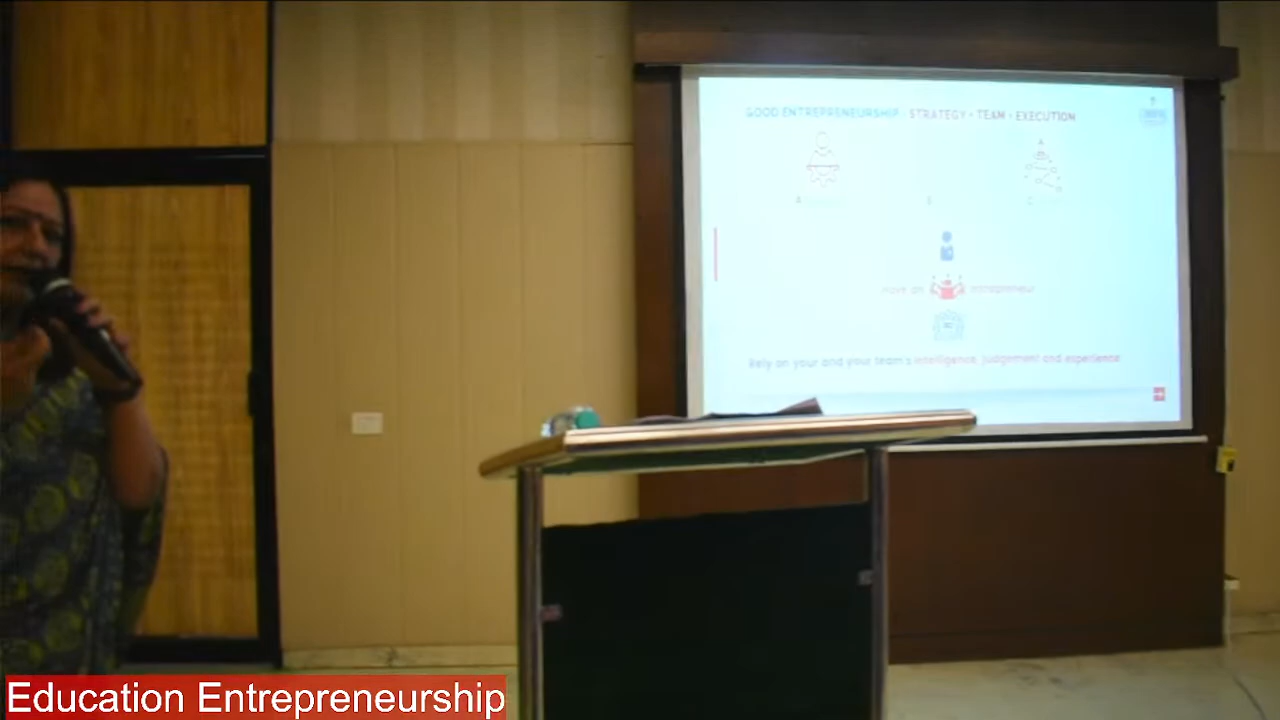 GOOD ENTREPRENEURSHIP : STRATEGY + TEAM + EXECUTION
A
C
Have an entrepreneur
Rely on your and your team's intelligence, judgement and experience
Education Entrepreneurship